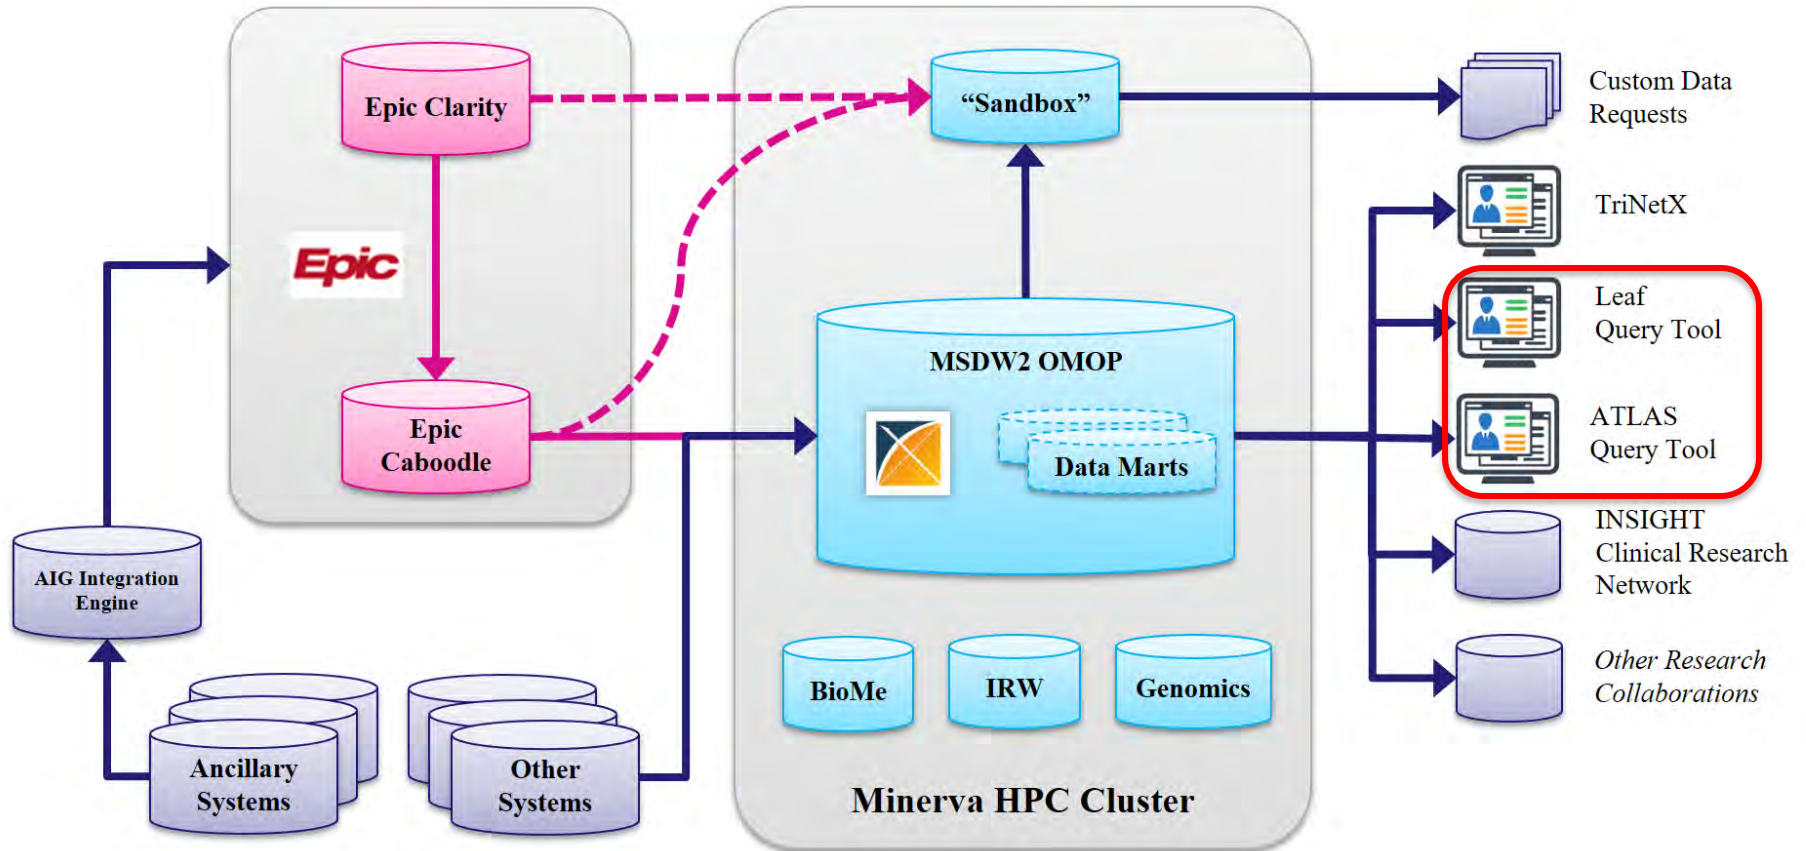 Epic Clarity
Epic
Epic
Caboodle
AIG Integration
Engine
Ancillary
Systems
Other
Systems
“Sandbox”
MSDW2 OMOP
Data Marts
BioMe
IRW
Genomics
Minerva HPC Cluster
Custom Data
Requests
TriNetX
Leaf
Query Tool
ATLAS
Query Tool
INSIGHT
Clinical Research
Network
Other Research
Collaborations